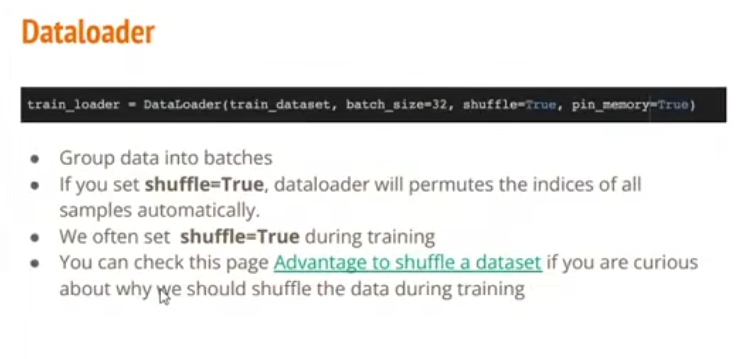 Dataloader
train_loader = DataLoader(train_dataset, batch_size=32, shuffle=True, pin_memory=True)
• Group data into batches
• If you set shuffle=True, dataloader will permutes the indices of all
samples automatically.
• We often set shuffle=True during training
• You can check this page Advantage to shuffle a dataset if you are curious
about why we should shuffle the data during training